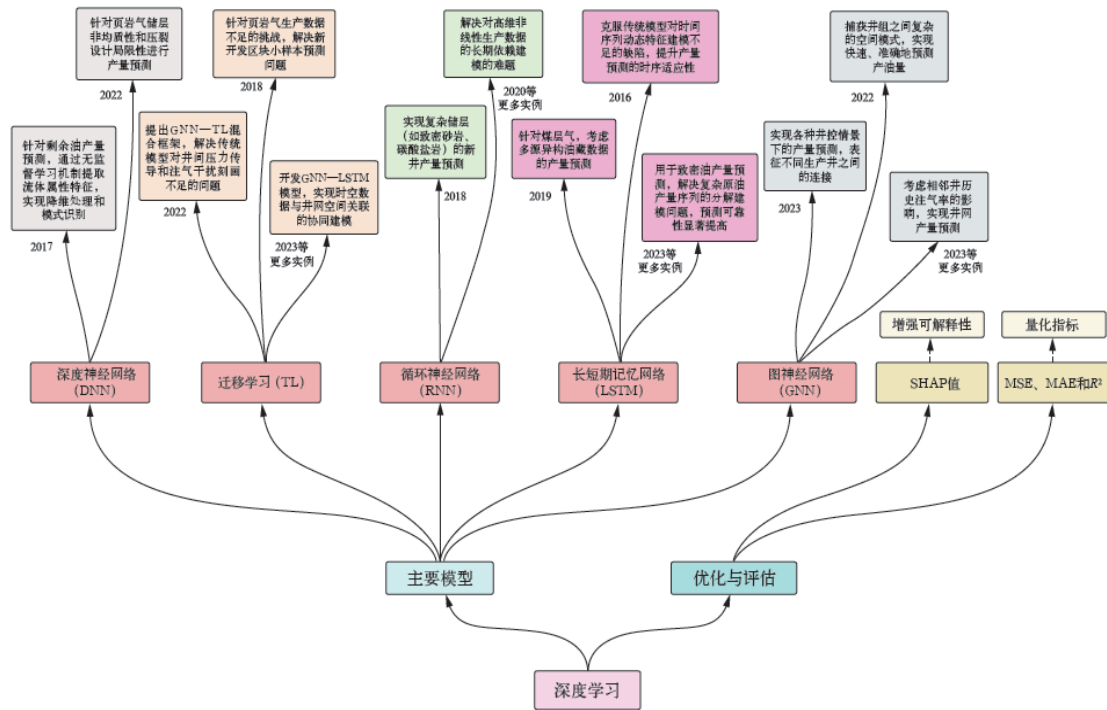 针对页岩气储层
非均质性和压裂
设计局限性进行
产量预测
2022
针对剩余油产量
预测，通过无监
督学习机制提取
流体属性特征，
实现降维处理和
模式识别
2017
针对页岩气生产数据
不足的挑战，解决新
开发区块小样本预测
问题
2018
提出GNN—TL混
合框架，解决传统
模型对井间压力传
导和注气干扰刻画
不足的问题
2022
开发GNN—LSTM
模型，实现时空数
据与井网空间关联
的协同建模
2023等
更多实例
解决对高维非
线性生产数据
的长期依赖建
模的难题
2020等
更多实例
实现复杂储层
（如致密砂岩、
碳酸盐岩）的新
井产量预测
2018
克服传统模型对时间
序列动态特征建模不
足的缺陷，提升产量
预测的时序适应性
2016
针对煤层气，考虑
多源异构油藏数据
的产量预测
2019
用于致密油产量预
测，解决复杂原油
产量序列的分解建
模问题，预测可靠
性显著提高
2023等
更多实例
捕获井组之间复杂
的空间模式，实现
快速、准确地预测
产油量
2022
实现各种井控情景
下的产量预测，表
征不同生产井之间
的连接
2023
考虑相邻井历
史注气率的影
响，实现井网
产量预测
2023等
更多实例
增强可解释性
量化指标
深度神经网络
(DNN)
迁移学习 (TL)
循环神经网络
(RNN)
长短期记忆网络
(LSTM)
图神经网络
(GNN)
SHAP值
MSE、MAE和R²
主要模型
优化与评估
深度学习